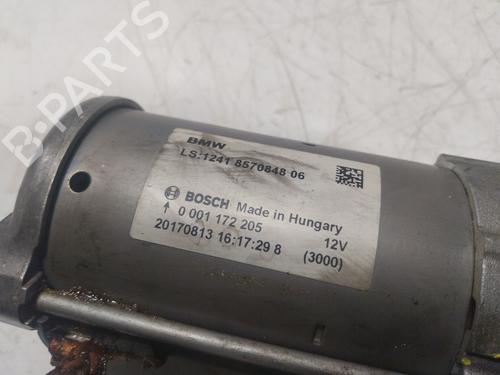 BMW
LS:1241 8570848 06
BOSCH Made in Hungary
↑ 0 001 172 205
20170813 16:17:29 8 12V
(3000)
B-PARTS